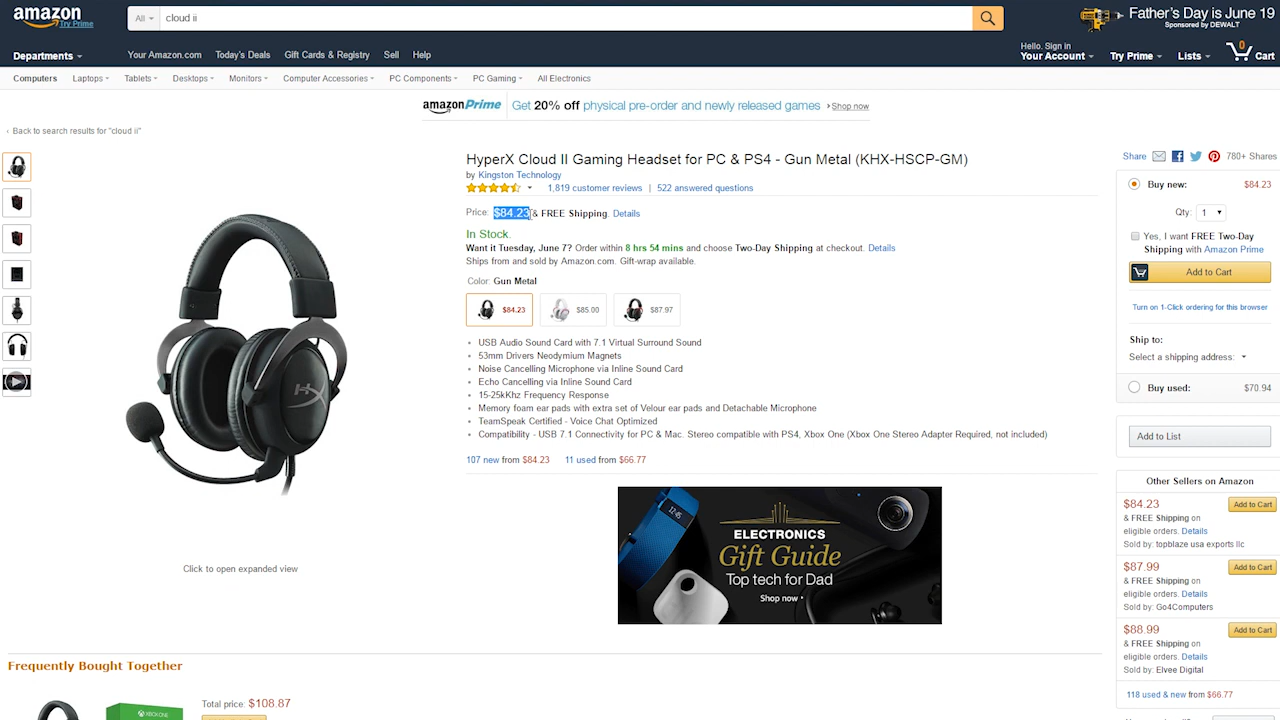 amazon
Try Prime
All
cloud ii
Father's Day is June 19
Sponsored by DEWALT
Departments
Your Amazon.com
Today's Deals
Gift Cards & Registry
Sell
Help
Hello. Sign in
Your Account
Try Prime
Lists
0
Cart
Computers
Laptops
Tablets
Desktops
Monitors
Computer Accessories
PC Components
PC Gaming
All Electronics
amazonPrime
Get 20% off physical pre-order and newly released games
Shop now
‹ Back to search results for "cloud ii"
HyperX Cloud II Gaming Headset for PC & PS4 - Gun Metal (KHX-HSCP-GM)
by Kingston Technology
1,819 customer reviews | 522 answered questions
Price: $84.23 & FREE Shipping. Details
In Stock.
Want it Tuesday, June 7? Order within 8 hrs 54 mins and choose Two-Day Shipping at checkout. Details
Ships from and sold by Amazon.com. Gift-wrap available.
Color: Gun Metal
$84.23
$85.00
$87.97
• USB Audio Sound Card with 7.1 Virtual Surround Sound
• 53mm Drivers Neodymium Magnets
• Noise Cancelling Microphone via Inline Sound Card
• Echo Cancelling via Inline Sound Card
• 15-25kKhz Frequency Response
• Memory foam ear pads with extra set of Velour ear pads and Detachable Microphone
• TeamSpeak Certified - Voice Chat Optimized
• Compatibility - USB 7.1 Connectivity for PC & Mac. Stereo compatible with PS4, Xbox One (Xbox One Stereo Adapter Required, not included)
107 new from $84.23
11 used from $66.77
HX
Click to open expanded view
12:45
ELECTRONICS
Gift Guide
Top tech for Dad
Shop now
Share
780+ Shares
Buy new:
$84.23
Qty: 1
Yes, I want FREE Two-Day
Shipping with Amazon Prime
Add to Cart
Turn on 1-Click ordering for this browser
Ship to:
Select a shipping address:
Buy used:
$70.94
Add to List
Other Sellers on Amazon
$84.23
Add to Cart
& FREE Shipping on
eligible orders. Details
Sold by: topblaze usa exports llc
$87.99
Add to Cart
& FREE Shipping on
eligible orders. Details
Sold by: Go4Computers
$88.99
Add to Cart
& FREE Shipping on
eligible orders. Details
Sold by: Elvee Digital
118 used & new from $66.77
Frequently Bought Together
XBOX ONE
Total price: $108.87